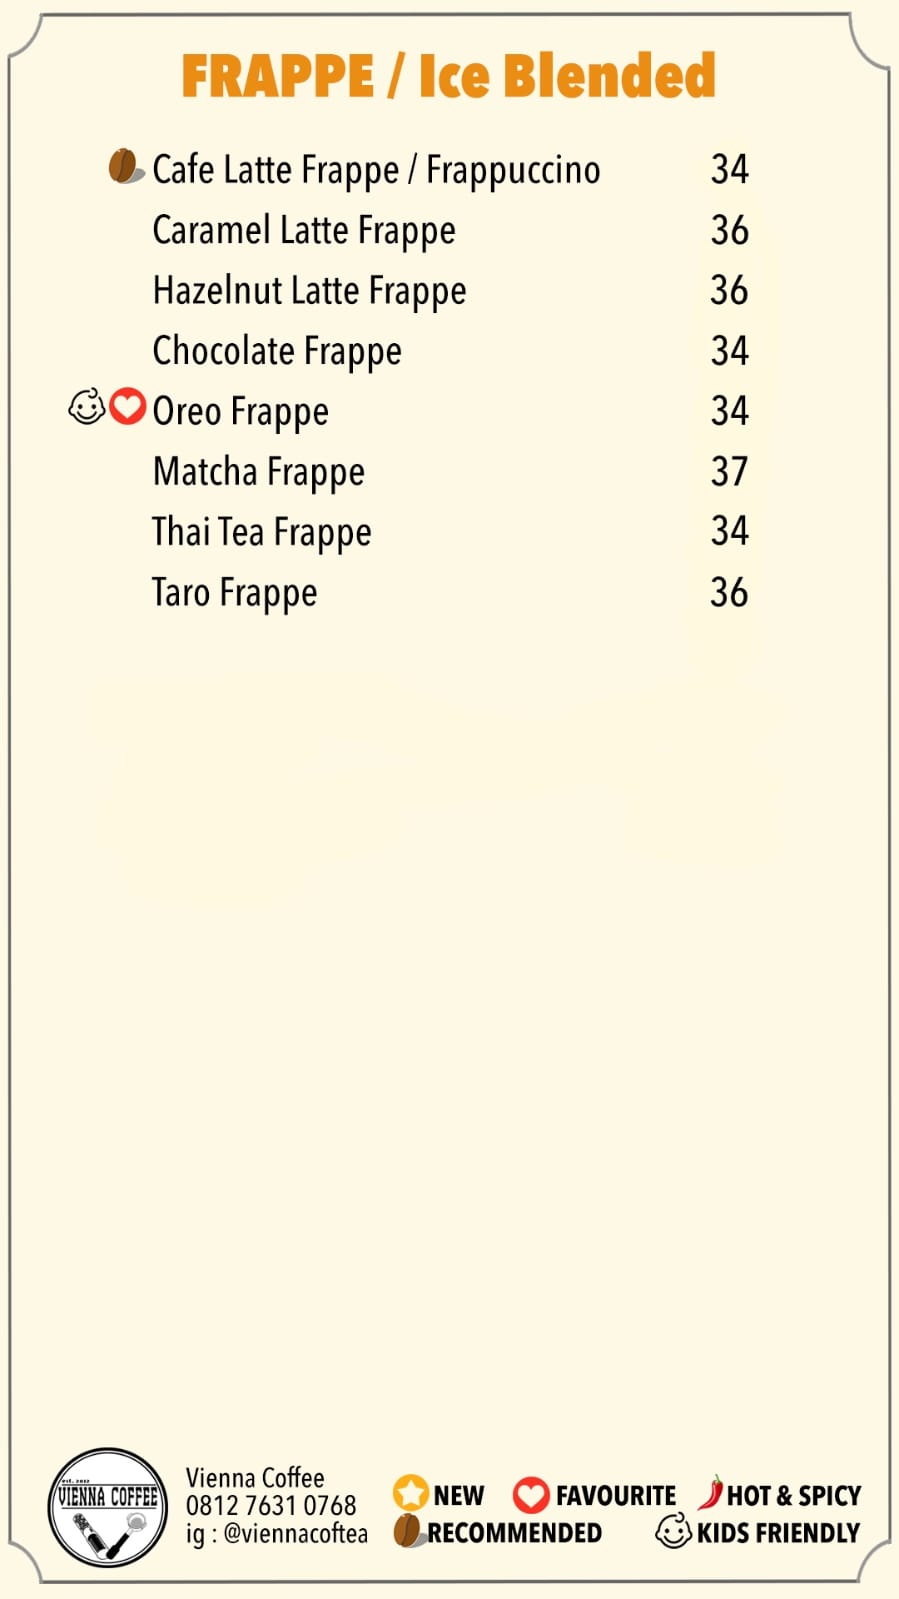 FRAPPE / Ice Blended
Cafe Latte Frappe / Frappuccino 34
Caramel Latte Frappe 36
Hazelnut Latte Frappe 36
Chocolate Frappe 34
Oreo Frappe 34
Matcha Frappe 37
Thai Tea Frappe 34
Taro Frappe 36
est. 2012
VIENNA COFFEE
Vienna Coffee
0812 7631 0768
ig : @viennacoftea
NEW FAVOURITE HOT & SPICY
RECOMMENDED KIDS FRIENDLY